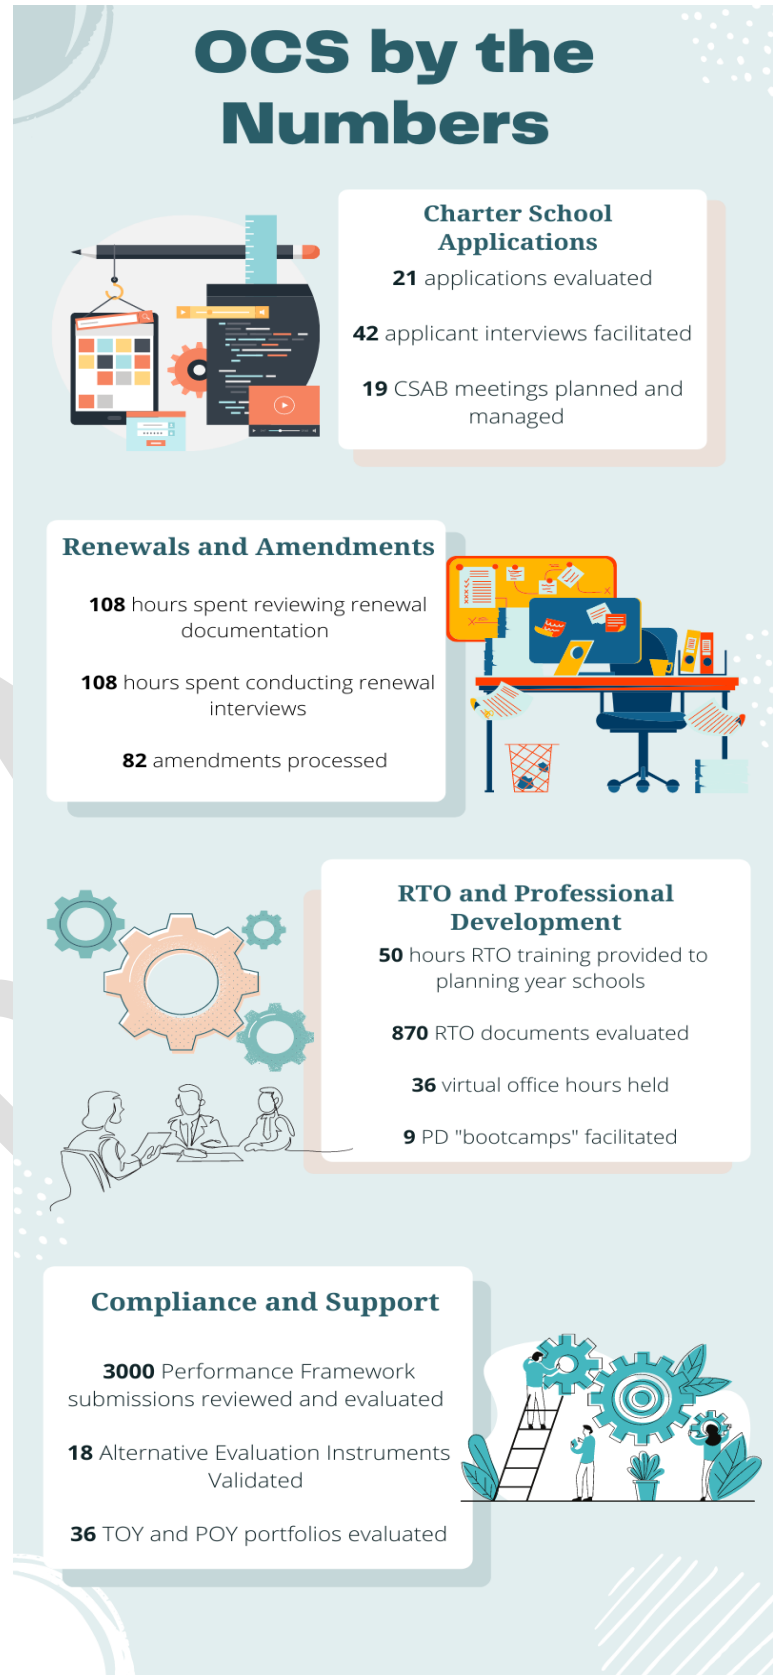 OCS by the
Numbers
Charter School
Applications
21 applications evaluated
42 applicant interviews facilitated
19 CSAB meetings planned and
managed
Renewals and Amendments
108 hours spent reviewing renewal
documentation
108 hours spent conducting renewal
interviews
82 amendments processed
RTO and Professional
Development
50 hours RTO training provided to
planning year schools
870 RTO documents evaluated
36 virtual office hours held
9 PD "bootcamps" facilitated
Compliance and Support
3000 Performance Framework
submissions reviewed and evaluated
18 Alternative Evaluation Instruments
Validated
36 TOY and POY portfolios evaluated